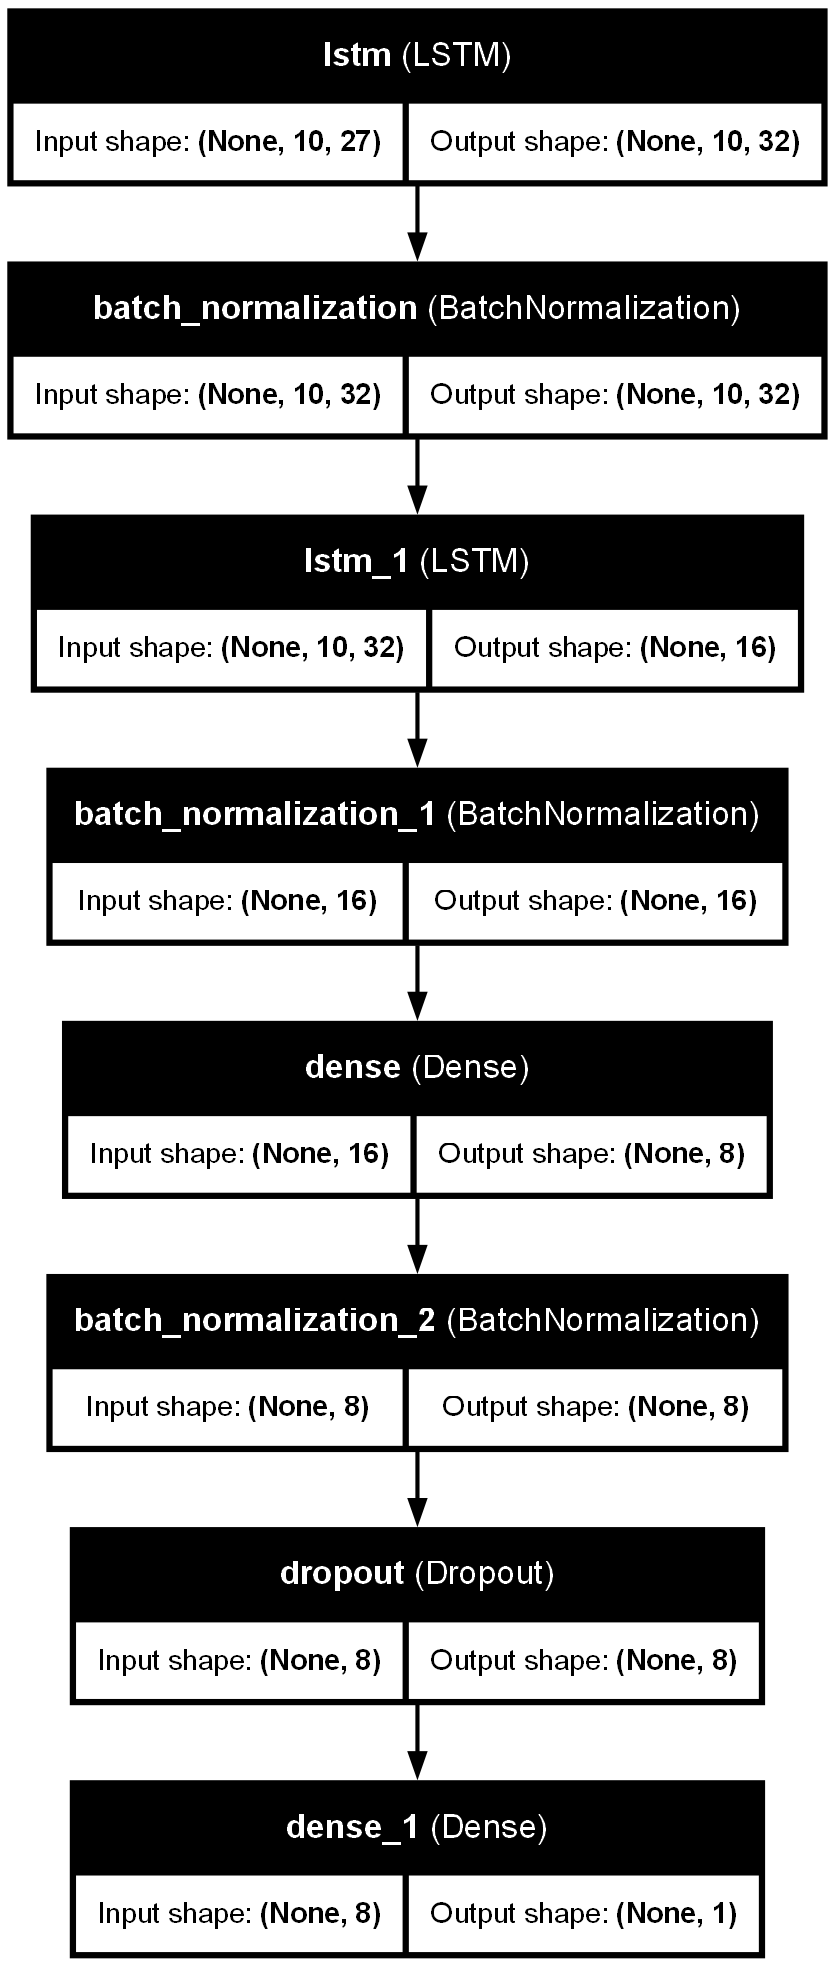 lstm (LSTM)
Input shape: (None, 10, 27) Output shape: (None, 10, 32)
batch_normalization (BatchNormalization)
Input shape: (None, 10, 32) Output shape: (None, 10, 32)
lstm_1 (LSTM)
Input shape: (None, 10, 32) Output shape: (None, 16)
batch_normalization_1 (BatchNormalization)
Input shape: (None, 16) Output shape: (None, 16)
dense (Dense)
Input shape: (None, 16) Output shape: (None, 8)
batch_normalization_2 (BatchNormalization)
Input shape: (None, 8) Output shape: (None, 8)
dropout (Dropout)
Input shape: (None, 8) Output shape: (None, 8)
dense_1 (Dense)
Input shape: (None, 8) Output shape: (None, 1)